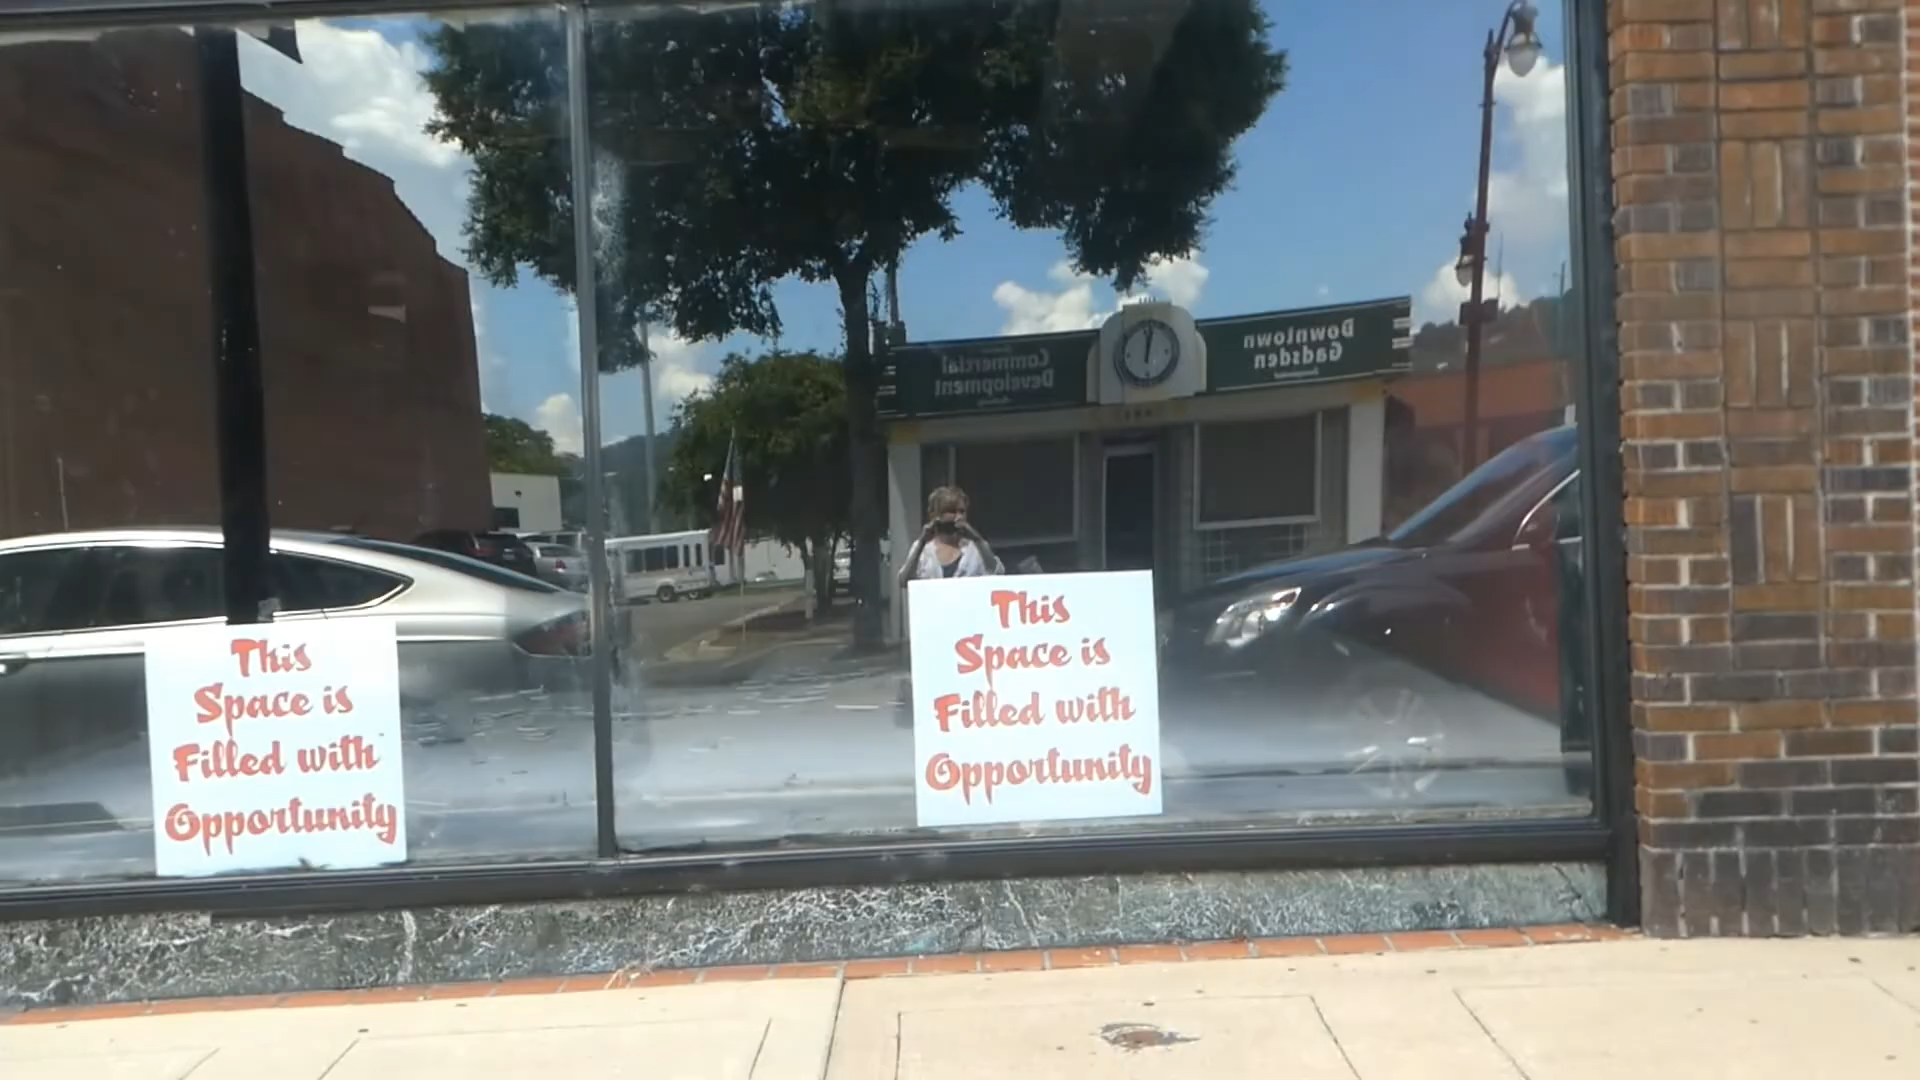 Commercial
Development
Downtown
Gadsden
This
Space is
Filled with
Opportunity
This
Space is
Filled with
Opportunity